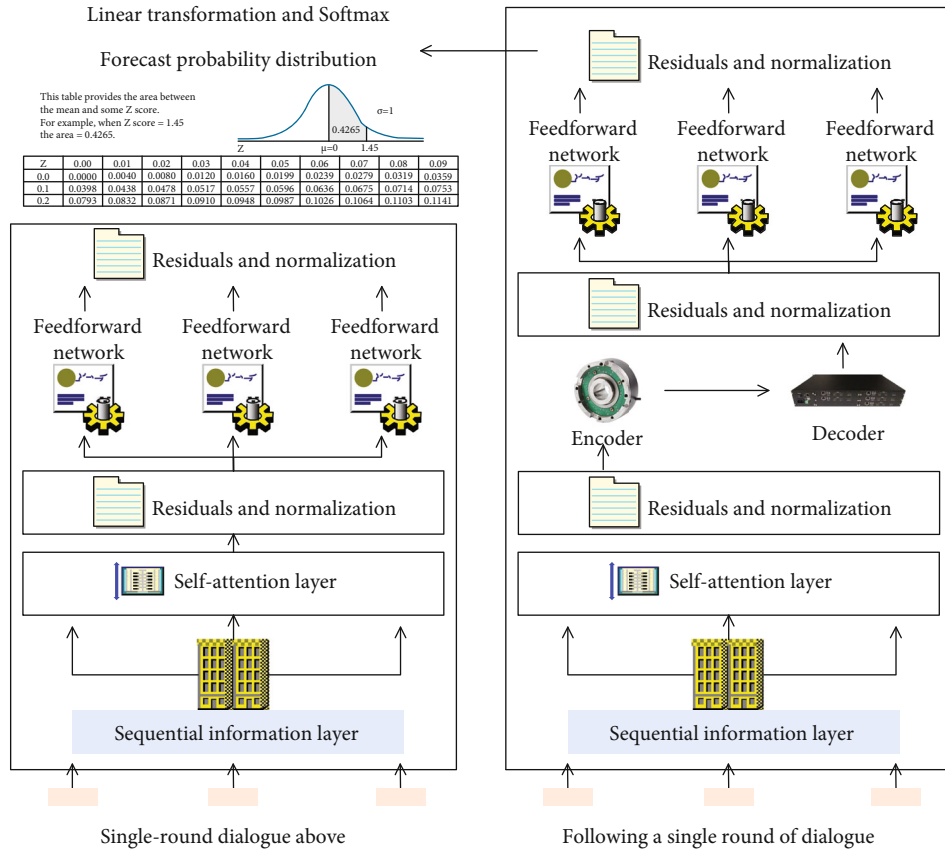 Linear transformation and Softmax
Forecast probability distribution
This table provides the area between
the mean and some Z score.
For example, when Z score = 1.45
the area = 0.4265.
σ=1
0.4265
Z
μ=0
1.45
Z 0.00 0.01 0.02 0.03 0.04 0.05 0.06 0.07 0.08 0.09
0.0 0.0000 0.0040 0.0080 0.0120 0.0160 0.0199 0.0239 0.0279 0.0319 0.0359
0.1 0.0398 0.0438 0.0478 0.0517 0.0557 0.0596 0.0636 0.0675 0.0714 0.0753
0.2 0.0793 0.0832 0.0871 0.0910 0.0948 0.0987 0.1026 0.1064 0.1103 0.1141
Residuals and normalization
Feedforward
network
Feedforward
network
Feedforward
network
Residuals and normalization
Self-attention layer
Sequential information layer
Single-round dialogue above
Residuals and normalization
Feedforward
network
Feedforward
network
Feedforward
network
Residuals and normalization
Encoder
Decoder
Residuals and normalization
Self-attention layer
Sequential information layer
Following a single round of dialogue